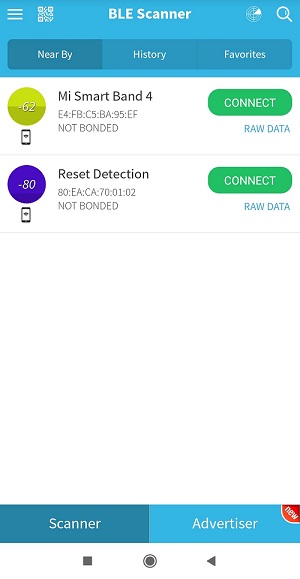 BLE Scanner
Near By
History
Favorites
-62
Mi Smart Band 4
CONNECT
E4:FB:C5:BA:95:EF
NOT BONDED
RAW DATA
-80
Reset Detection
CONNECT
80:EA:CA:70:01:02
NOT BONDED
RAW DATA
Scanner
Advertiser
new